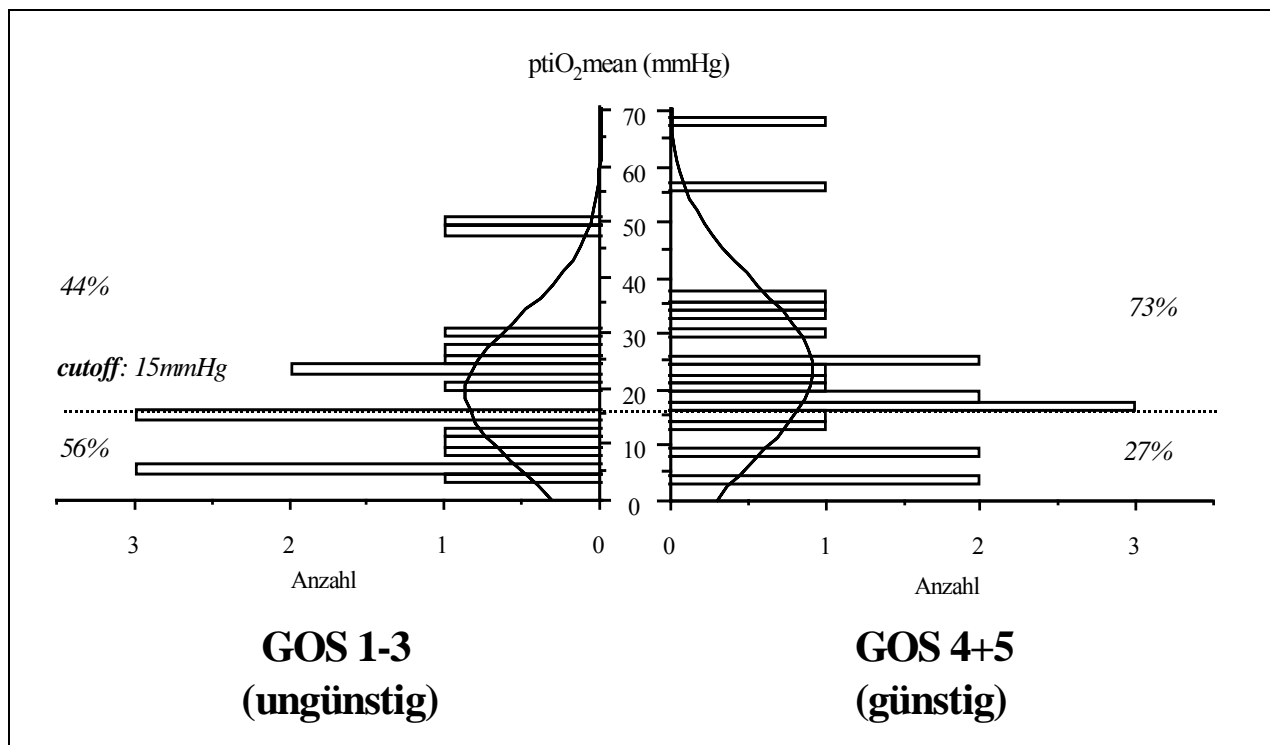 ptiO₂mean (mmHg)
70
60
50
40
30
20
10
0
44%
73%
cutoff: 15mmHg
56%
27%
3 2 1 0 0 1 2 3
Anzahl Anzahl
GOS 1-3 GOS 4+5
(ungünstig) (günstig)